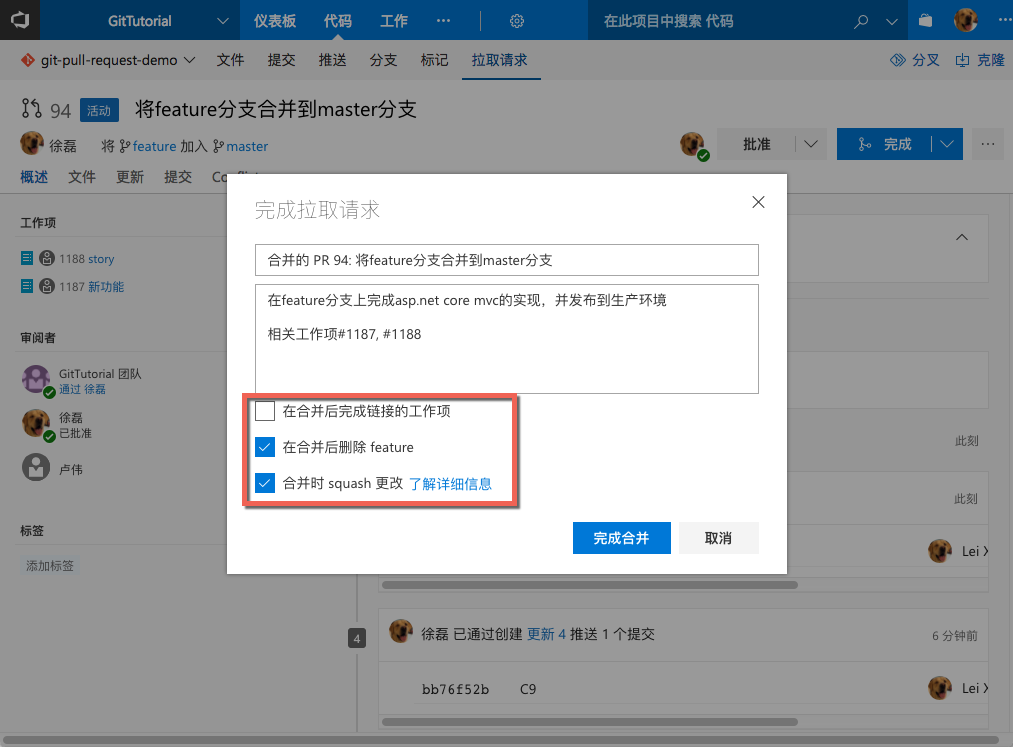 GitTutorial 仪表板 代码 工作 ··· 在此项目中搜索 代码 ···
git-pull-request-demo 文件 提交 推送 分支 标记 拉取请求 分叉 克隆
94 活动 将feature分支合并到master分支
徐磊 将 feature 加入 master 批准 完成 ···
概述 文件 更新 提交
完成拉取请求
合并的 PR 94: 将feature分支合并到master分支
在feature分支上完成asp.net core mvc的实现，并发布到生产环境
相关工作项#1187, #1188
在合并后完成链接的工作项
在合并后删除 feature
合并时 squash 更改 了解详细信息
完成合并 取消
工作项
1188 story
1187 新功能
审阅者
GitTutorial 团队
通过 徐磊
徐磊
已批准
卢伟
标签
添加标签
此刻
此刻
Lei
4 徐磊 已通过创建 更新 4 推送 1 个提交 6 分钟前
bb76f52b C9 Lei